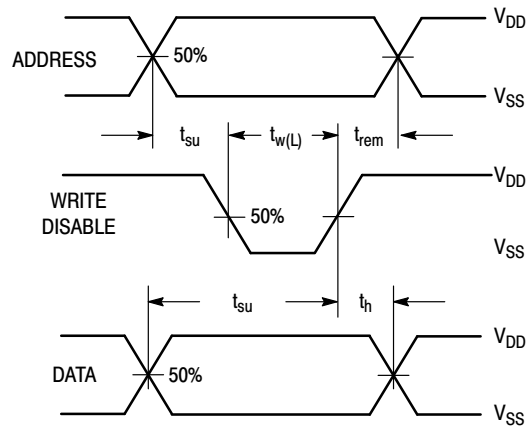 V_DD
ADDRESS
50%
V_SS
t_su
t_w(L)
t_rem
V_DD
WRITE
DISABLE
50%
V_SS
t_su
t_h
V_DD
DATA
50%
V_SS